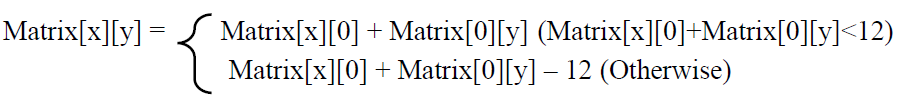 Matrix[x][y] = { Matrix[x][0] + Matrix[0][y] (Matrix[x][0]+Matrix[0][y]<12)
Matrix[x][0] + Matrix[0][y] – 12 (Otherwise)